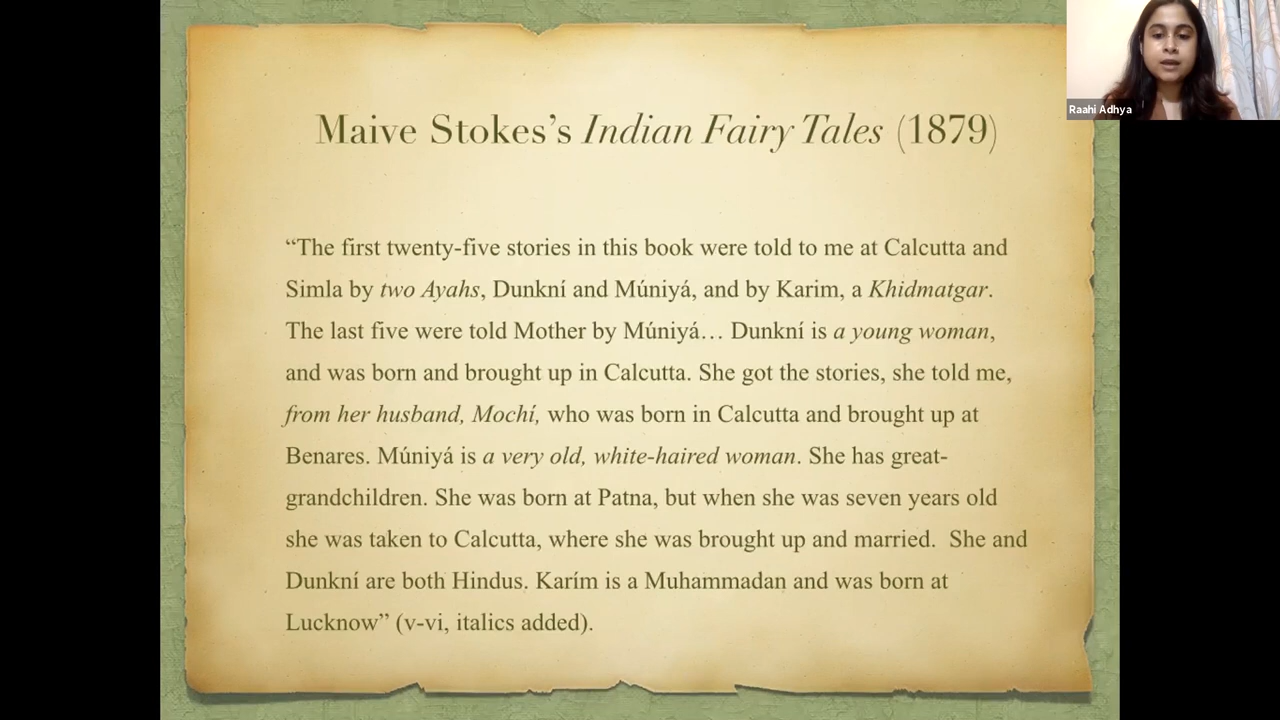 Raahi Adhya
Maive Stokes’s Indian Fairy Tales (1879)
“The first twenty-five stories in this book were told to me at Calcutta and
Simla by two Ayahs, Dunkní and Múniyá, and by Karim, a Khidmatgar.
The last five were told Mother by Múniyá… Dunkní is a young woman,
and was born and brought up in Calcutta. She got the stories, she told me,
from her husband, Mochí, who was born in Calcutta and brought up at
Benares. Múniyá is a very old, white-haired woman. She has great-
grandchildren. She was born at Patna, but when she was seven years old
she was taken to Calcutta, where she was brought up and married.  She and
Dunkní are both Hindus. Karím is a Muhammadan and was born at
Lucknow” (v-vi, italics added).